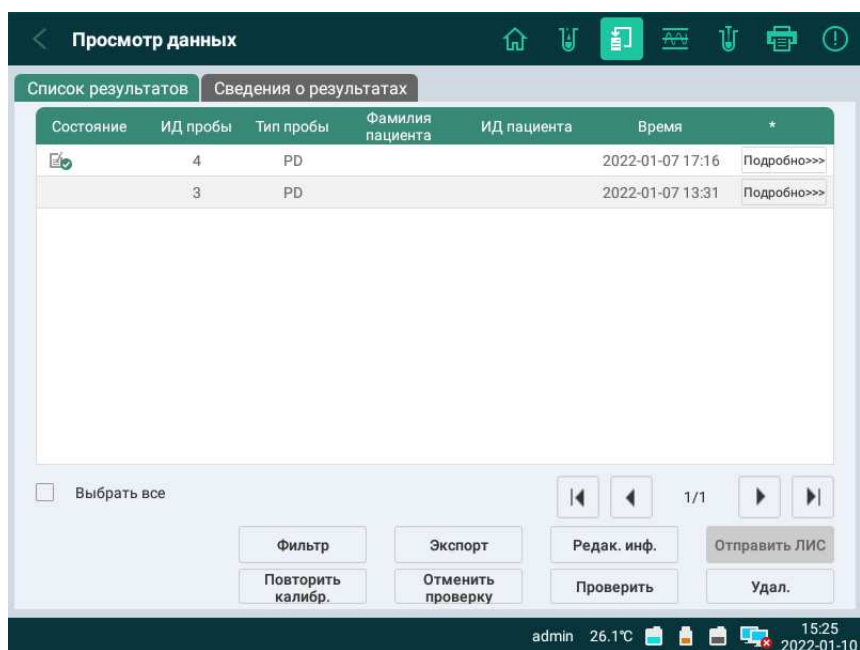 Просмотр данных
Список результатов Сведения о результатах
Состояние ИД пробы Тип пробы Фамилия пациента ИД пациента Время *
4 PD 2022-01-07 17:16 Подробно>>>
3 PD 2022-01-07 13:31 Подробно>>>
Выбрать все 1/1
Фильтр Экспорт Редак. инф. Отправить ЛИС
Повторить калибр. Отменить проверку Проверить Удал.
admin 26.1℃ 15:25
2022-01-10